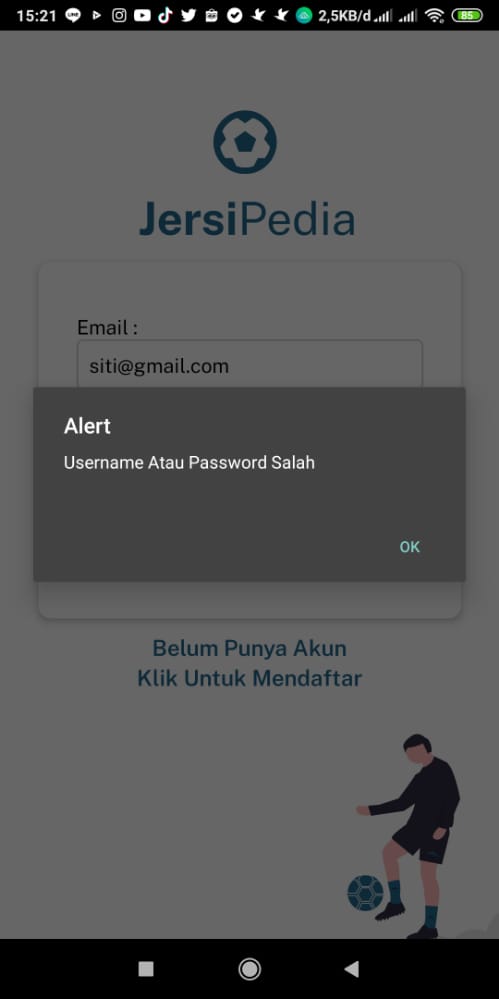 15:21 2,5KB/d 85
JersiPedia
Email :
siti@gmail.com
Alert
Username Atau Password Salah
OK
Belum Punya Akun
Klik Untuk Mendaftar